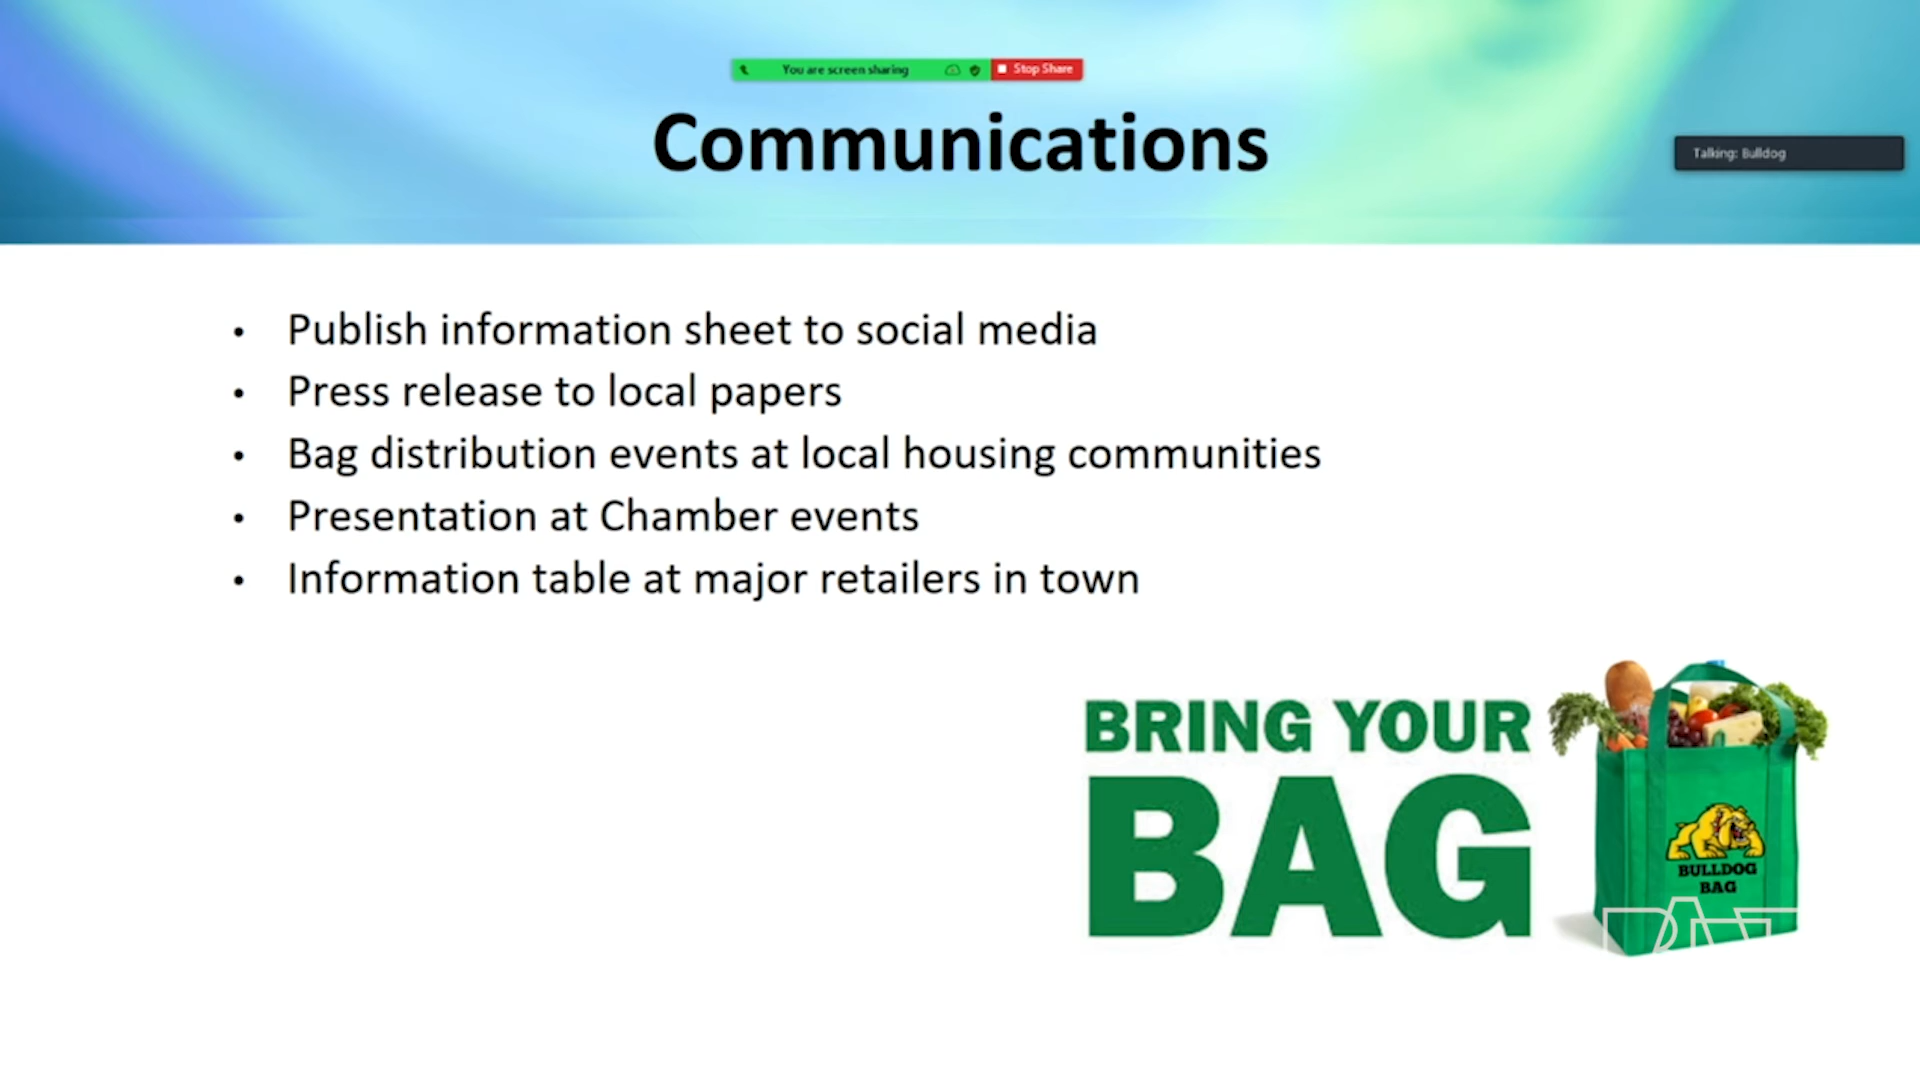 You are screen sharing
Stop Share
Communications
Talking: Bulldog
• Publish information sheet to social media
• Press release to local papers
• Bag distribution events at local housing communities
• Presentation at Chamber events
• Information table at major retailers in town
BRING YOUR
BAG
BULLDOG
BAG